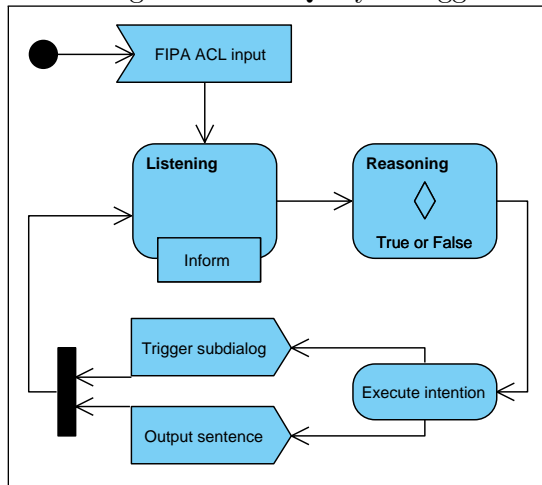 FIPA ACL input
Listening
Reasoning
True or False
Inform
Trigger subdialog
Execute intention
Output sentence